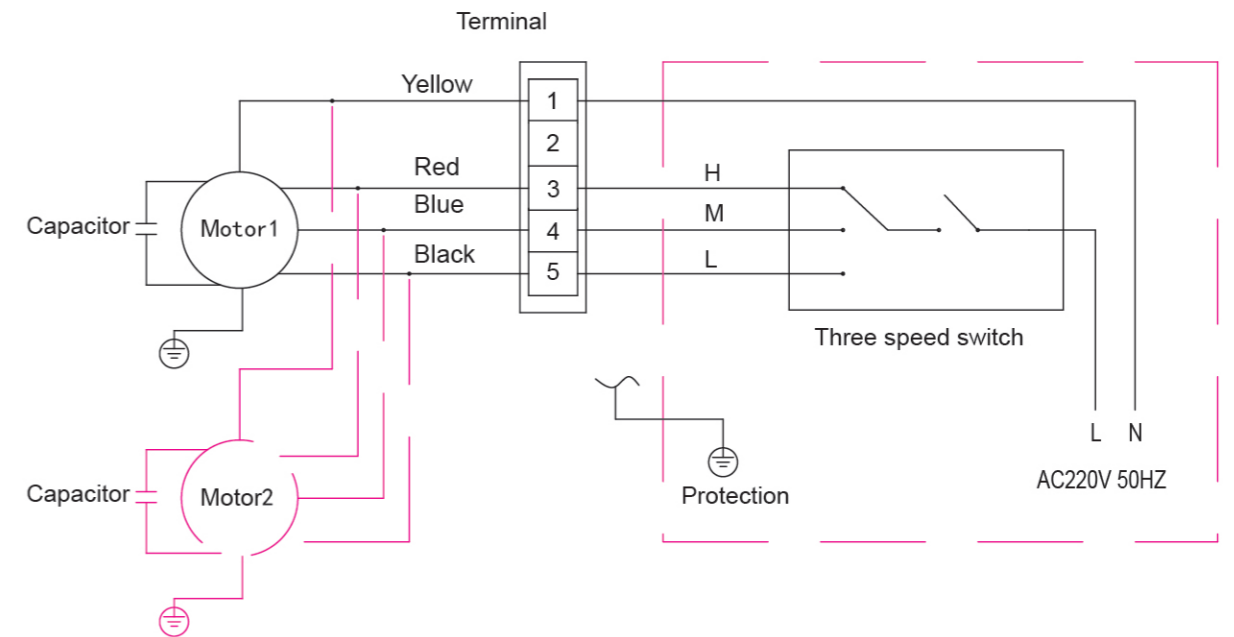 Terminal
Yellow
1
2
Red
3
H
Blue
Capacitor
Motor1
4
M
Black
5
L
Three speed switch
L N
AC220V 50HZ
Capacitor
Motor2
Protection